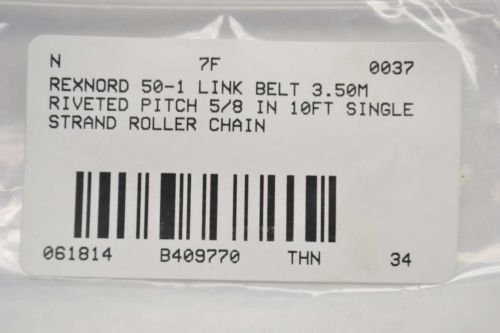 N 7F 0037
REXNORD 50-1 LINK BELT 3.50M
RIVETED PITCH 5/8 IN 10FT SINGLE
STRAND ROLLER CHAIN
061814 B409770 THN 34